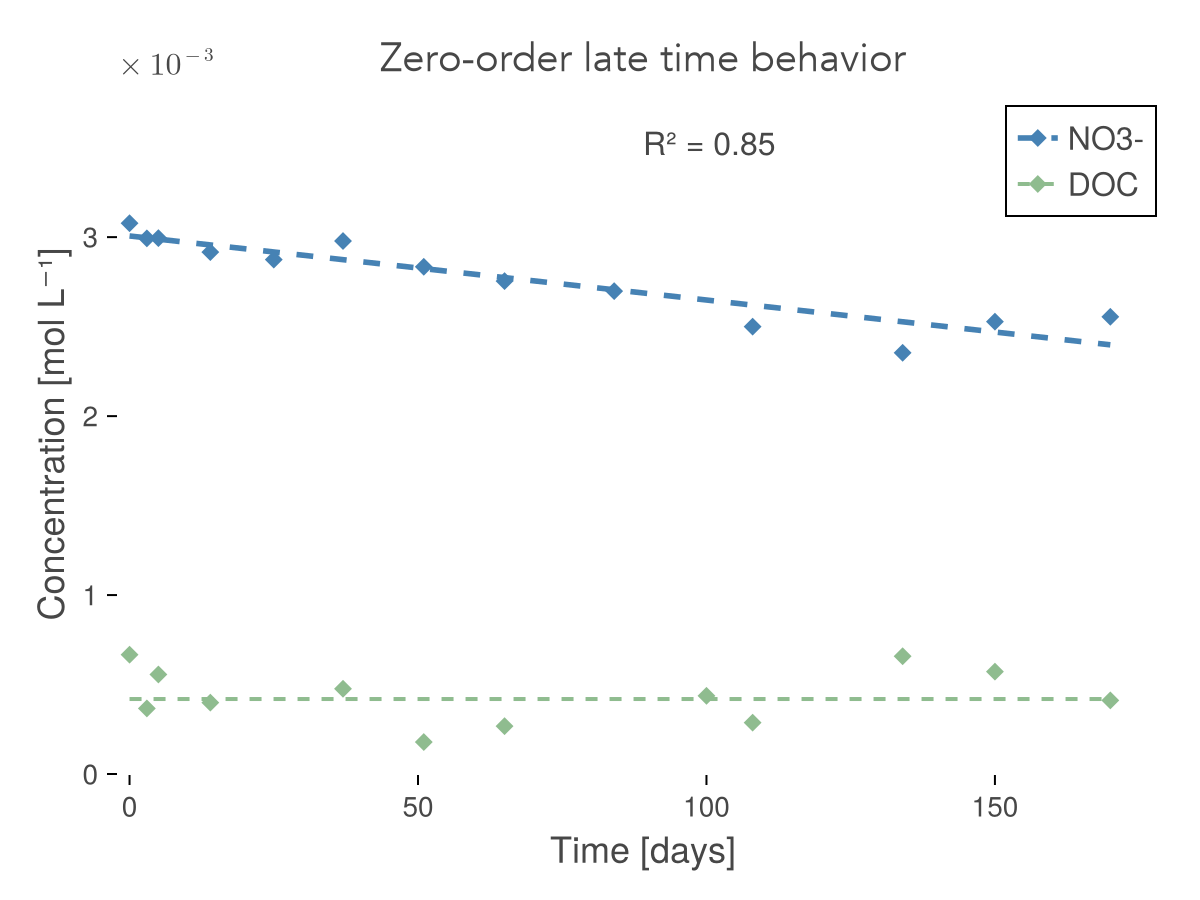 × 10⁻³
Zero-order late time behavior
R² = 0.85
NO3-
DOC
Concentration [mol L⁻¹]
3
2
1
0
0 50 100 150
Time [days]